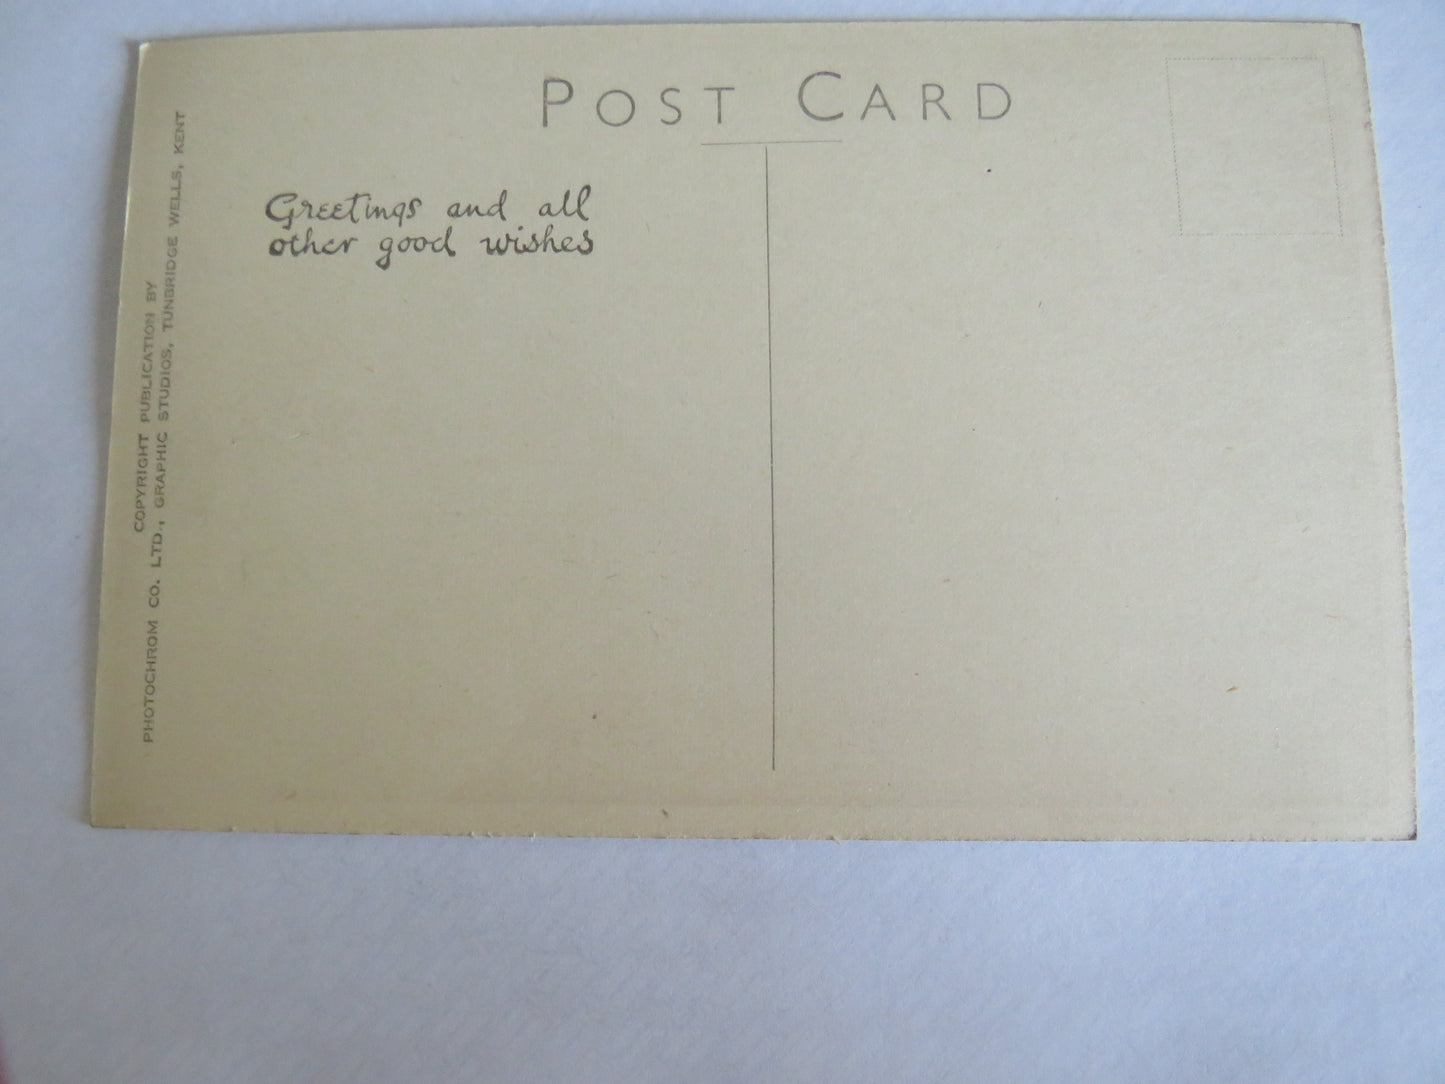 POST CARD
Greetings and all
other good wishes
COPYRIGHT PUBLICATION BY
PHOTOCHROM CO. LTD., GRAPHIC STUDIOS, TUNBRIDGE WELLS, KENT